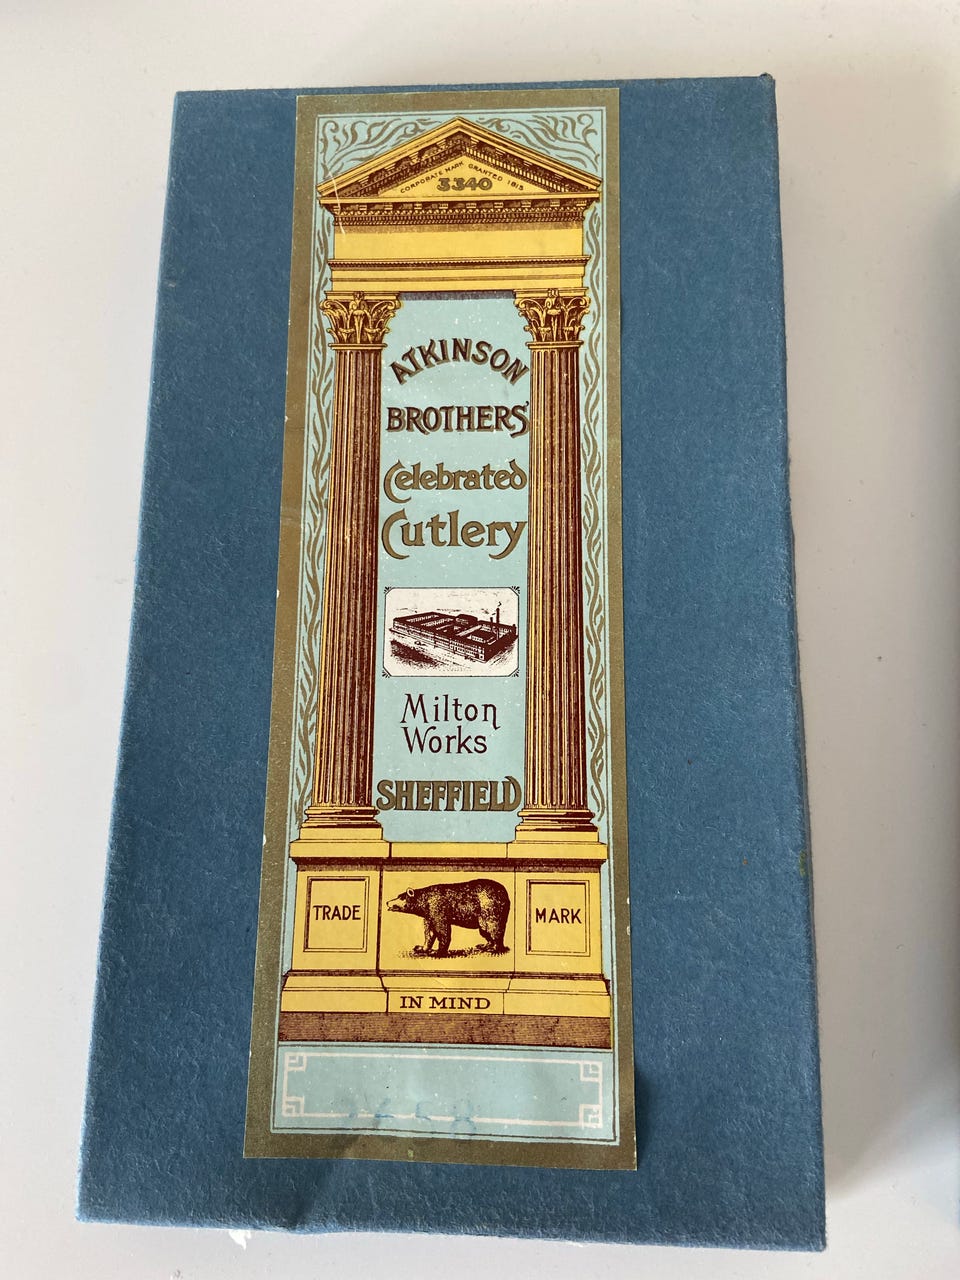 CORPORATE MARK GRANTED 1815
3340
ATKINSON
BROTHERS'
Celebrated
Cutlery
Milton
Works
SHEFFIELD
TRADE MARK
IN MIND